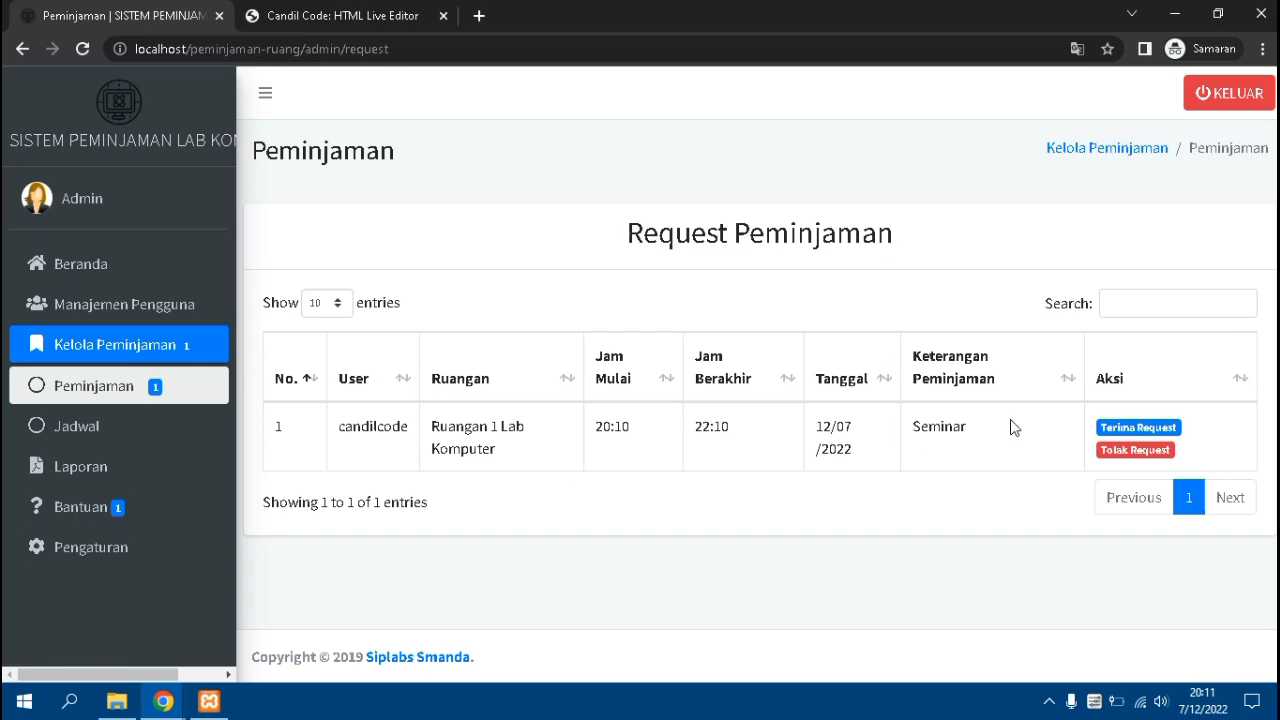 Peminjaman | SISTEM PEMINJAM
Candil Code: HTML Live Editor
localhost/peminjaman-ruang/admin/request
Samaran
SISTEM PEMINJAMAN LAB KO
KELUAR
Peminjaman
Kelola Peminjaman / Peminjaman
Admin
Request Peminjaman
Beranda
Manajemen Pengguna
Kelola Peminjaman 1
Peminjaman 1
Jadwal
Laporan
Bantuan 1
Pengaturan
Show 10 entries
Search:
No.
User
Ruangan
Jam Mulai
Jam Berakhir
Tanggal
Keterangan Peminjaman
Aksi
1
candilcode
Ruangan 1 Lab
Komputer
20:10
22:10
12/07
/2022
Seminar
Terima Request
Tolak Request
Showing 1 to 1 of 1 entries
Previous 1 Next
Copyright © 2019 Siplabs Smanda.
20:11
7/12/2022